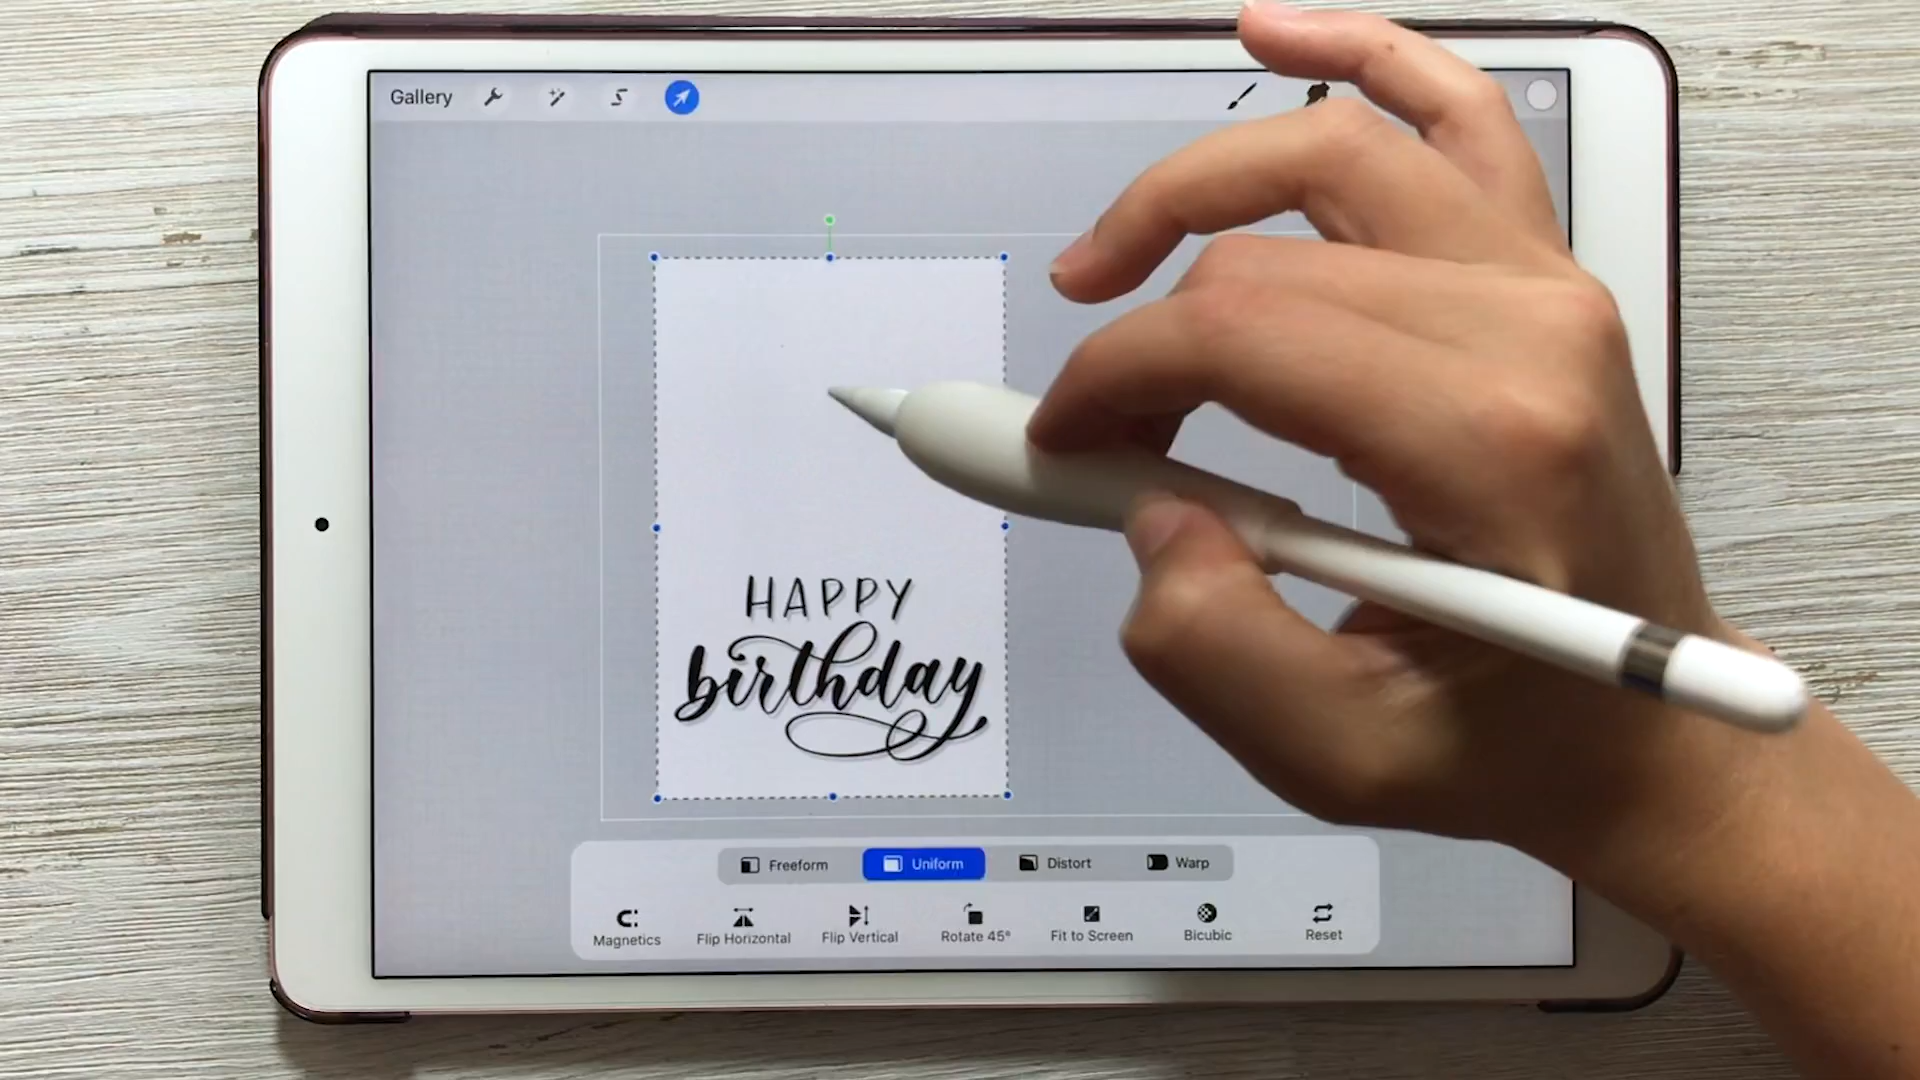 Gallery
HAPPY
birthday
Freeform Uniform Distort Warp
Magnetics Flip Horizontal Flip Vertical Rotate 45° Fit to Screen Bicubic Reset